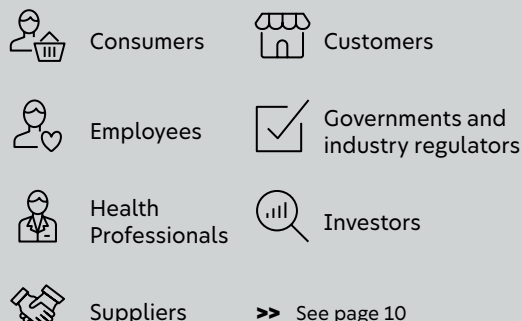 Consumers
Customers
Employees
Governments and
industry regulators
Health
Professionals
Investors
Suppliers
>> See page 10